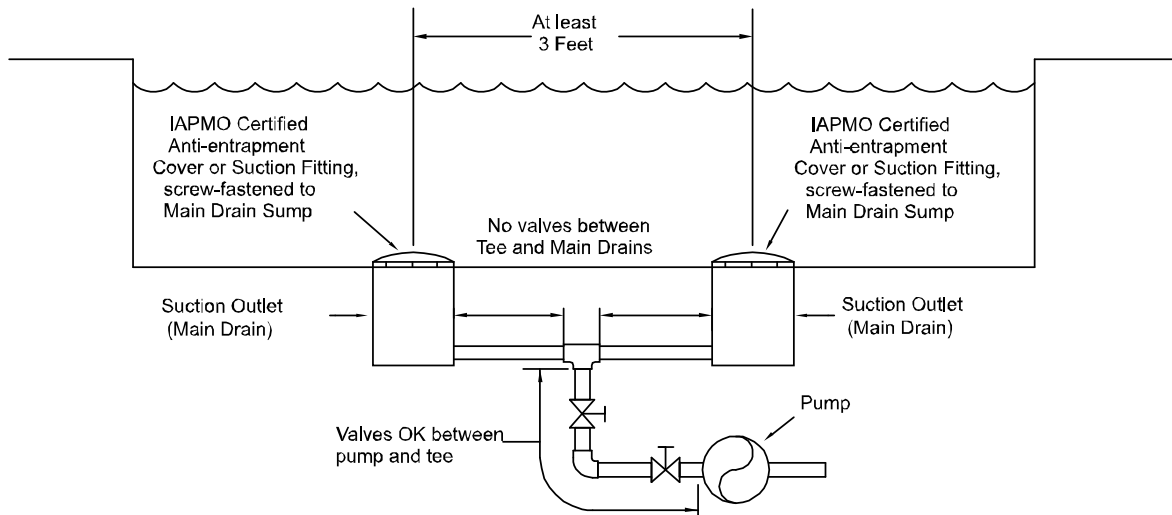 At least
3 Feet
IAPMO Certified
Anti-entrapment
Cover or Suction Fitting,
screw-fastened to
Main Drain Sump
IAPMO Certified
Anti-entrapment
Cover or Suction Fitting,
screw-fastened to
Main Drain Sump
No valves between
Tee and Main Drains
Suction Outlet
(Main Drain)
Suction Outlet
(Main Drain)
Pump
Valves OK between
pump and tee